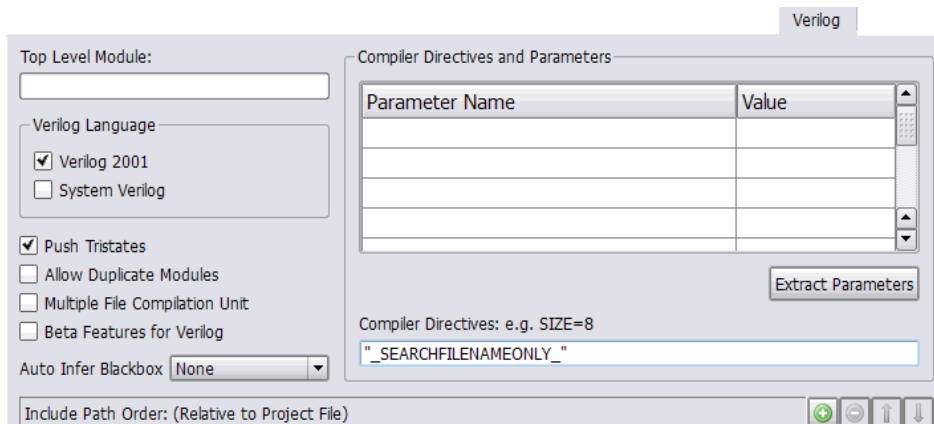 Verilog
Top Level Module:
Verilog Language
Verilog 2001
System Verilog
Push Tristates
Allow Duplicate Modules
Multiple File Compilation Unit
Beta Features for Verilog
Auto Infer Blackbox None
Compiler Directives and Parameters
Parameter Name Value
Extract Parameters
Compiler Directives: e.g. SIZE=8
"_SEARCHFILENAMEONLY_"
Include Path Order: (Relative to Project File)